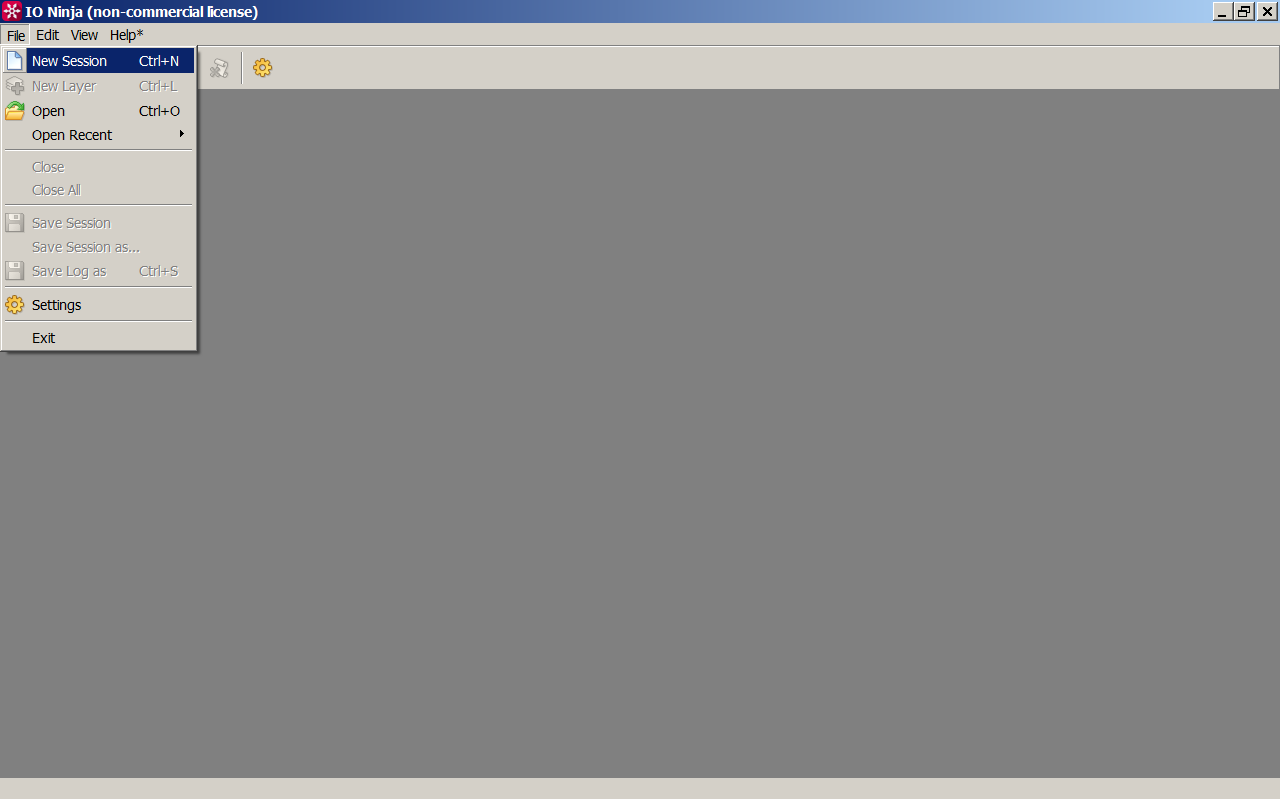 IO Ninja (non-commercial license)
File Edit View Help*
New Session Ctrl+N
New Layer Ctrl+L
Open Ctrl+O
Open Recent
Close
Close All
Save Session
Save Session as...
Save Log as Ctrl+S
Settings
Exit